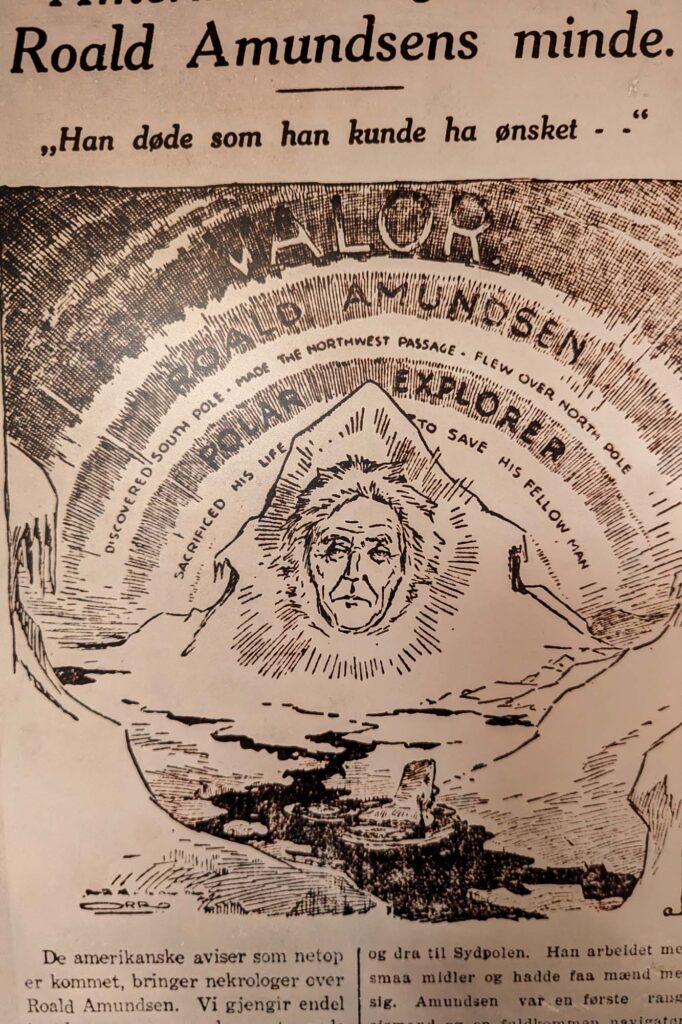 Roald Amundsens minde.
„Han døde som han kunde ha ønsket - -“
VALOR.
ROALD AMUNDSEN
DISCOVERED SOUTH POLE · MADE THE NORTHWEST PASSAGE · FLEW OVER NORTH POLE
POLAR EXPLORER
SACRIFICED HIS LIFE TO SAVE HIS FELLOW MAN
ORR
De amerikanske aviser som netop
er kommet, bringer nekrologer over
Roald Amundsen. Vi gjengir endel
og dra til Sydpolen. Han arbeidet
smaa midler og hadde faa mænd
sig. Amundsen var en første